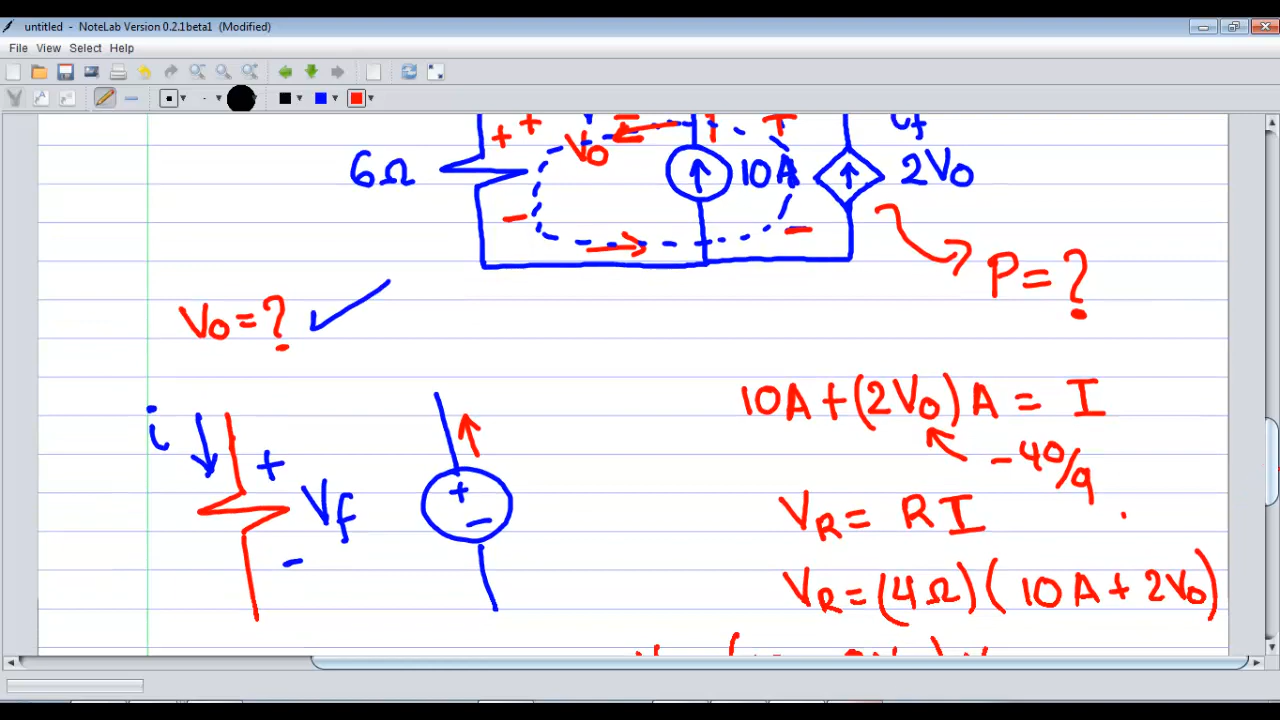 untitled - NoteLab Version 0.2.1beta1 (Modified)
File View Select Help
+ +
6Ω Vo 10A 2Vo
- -
P = ?
Vo = ? ✓
10A + (2Vo) A = I
i + - 40/9
Vf + -
VR = RI
-
VR = (4Ω) ( 10A + 2Vo)